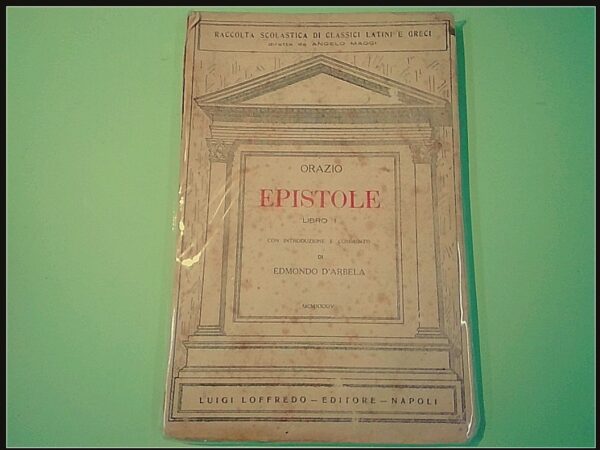 RACCOLTA SCOLASTICA DI CLASSICI LATINI E GRECI
diretta da ANGELO MAGGI
ORAZIO
EPISTOLE
LIBRO I
CON INTRODUZIONE E COMMENTO
DI
EDMONDO D'ARBELA
LUIGI LOFFREDO – EDITORE – NAPOLI